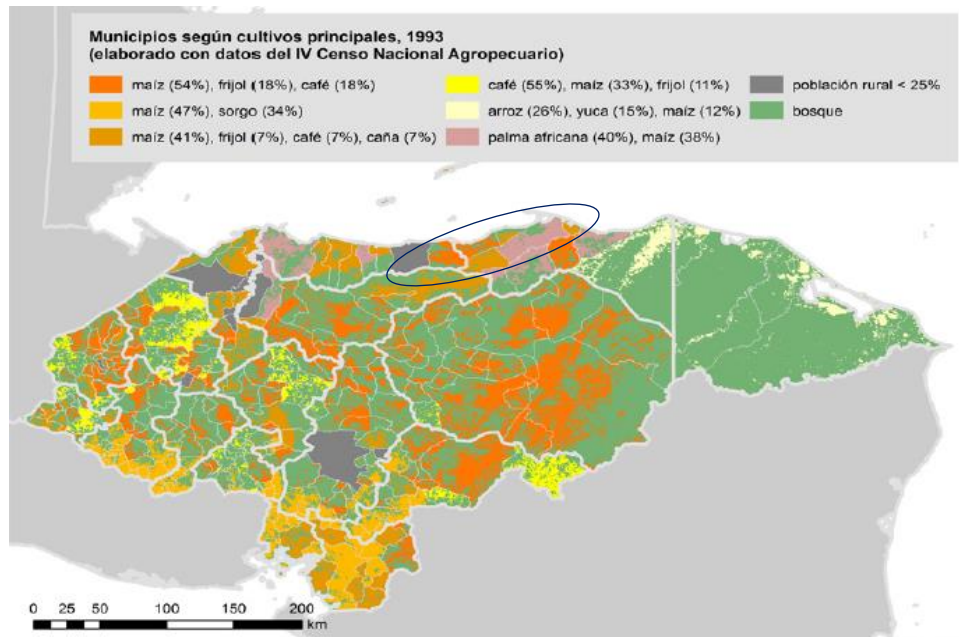 Municipios según cultivos principales, 1993
(elaborado con datos del IV Censo Nacional Agropecuario)
maíz (54%), frijol (18%), café (18%)
maíz (47%), sorgo (34%)
maíz (41%), frijol (7%), café (7%), caña (7%)
café (55%), maíz (33%), frijol (11%)
arroz (26%), yuca (15%), maíz (12%)
palma africana (40%), maíz (38%)
población rural < 25%
bosque
0 25 50 100 150 200
km